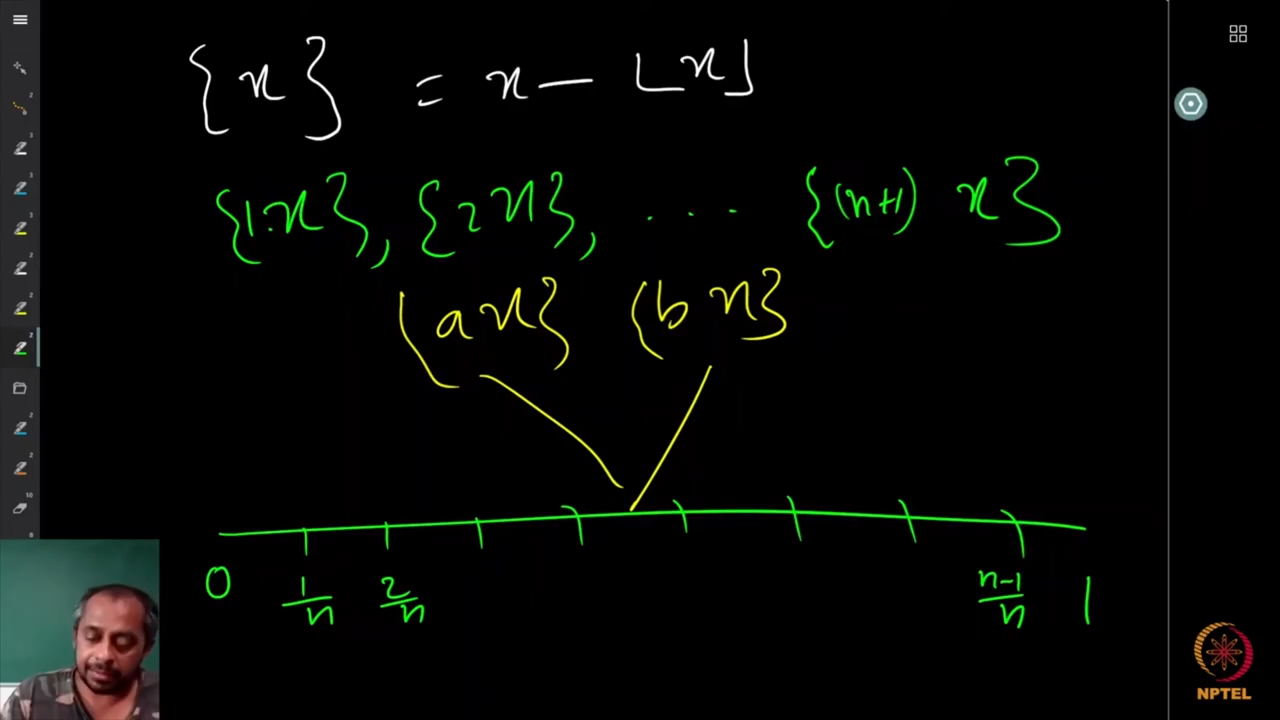 {x} = x - ⌊x⌋
{1.x}, {2x}, .... {(n+1) x}
{ax} {bx}
0 1/n 2/n n-1/n 1
NPTEL